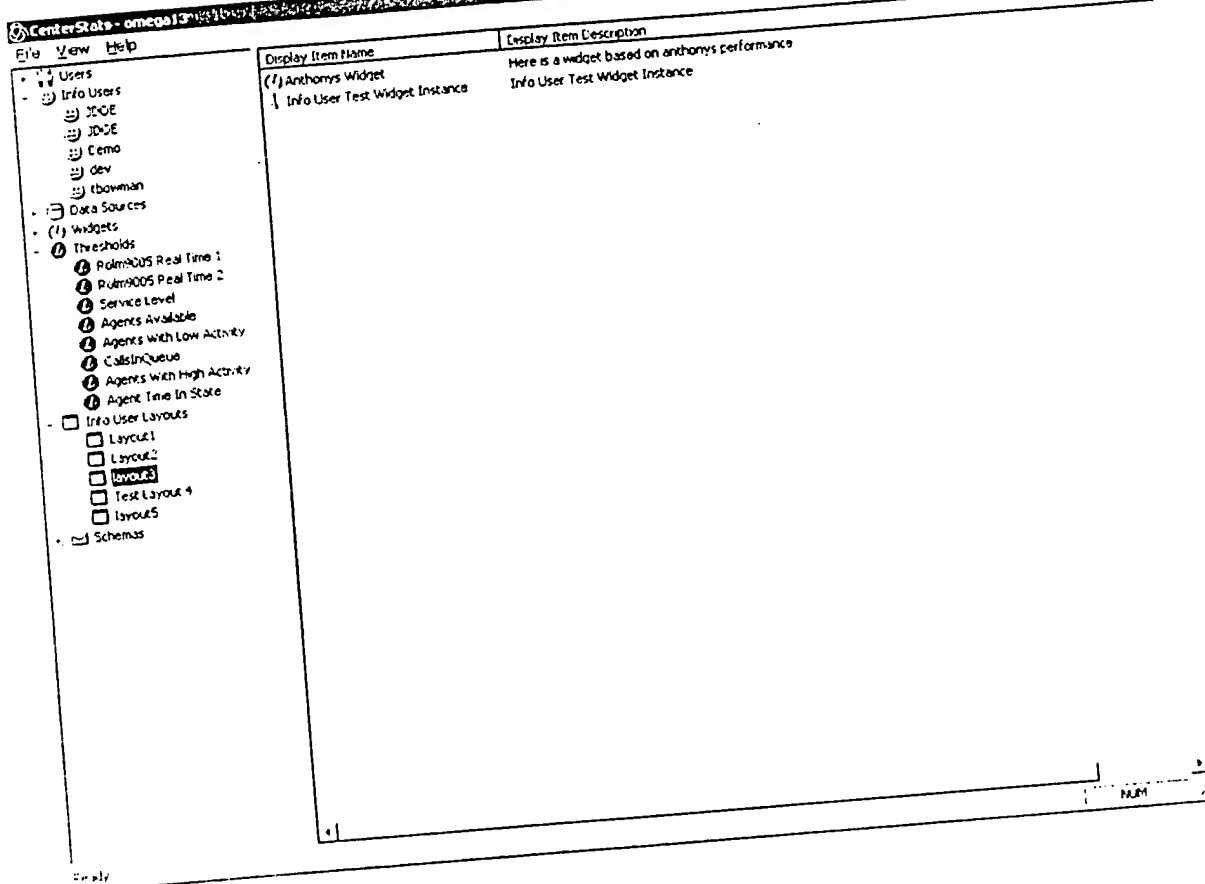 CenterStats - omega13
File View Help
Users
Info Users
JDOE
JDOE
Demo
dev
tbowman
Data Sources
Widgets
Thresholds
Rolm9005 Real Time 1
Rolm9005 Real Time 2
Service Level
Agents Available
Agents With Low Activity
CallsInQueue
Agents With High Activity
Agent Time In State
Info User Layouts
Layout1
Layout2
layout3
Test Layout 4
layout5
Schemas
Display Item Name Display Item Description
Anthonys Widget Here is a widget based on anthonys performance
Info User Test Widget Instance Info User Test Widget Instance
Ready NUM